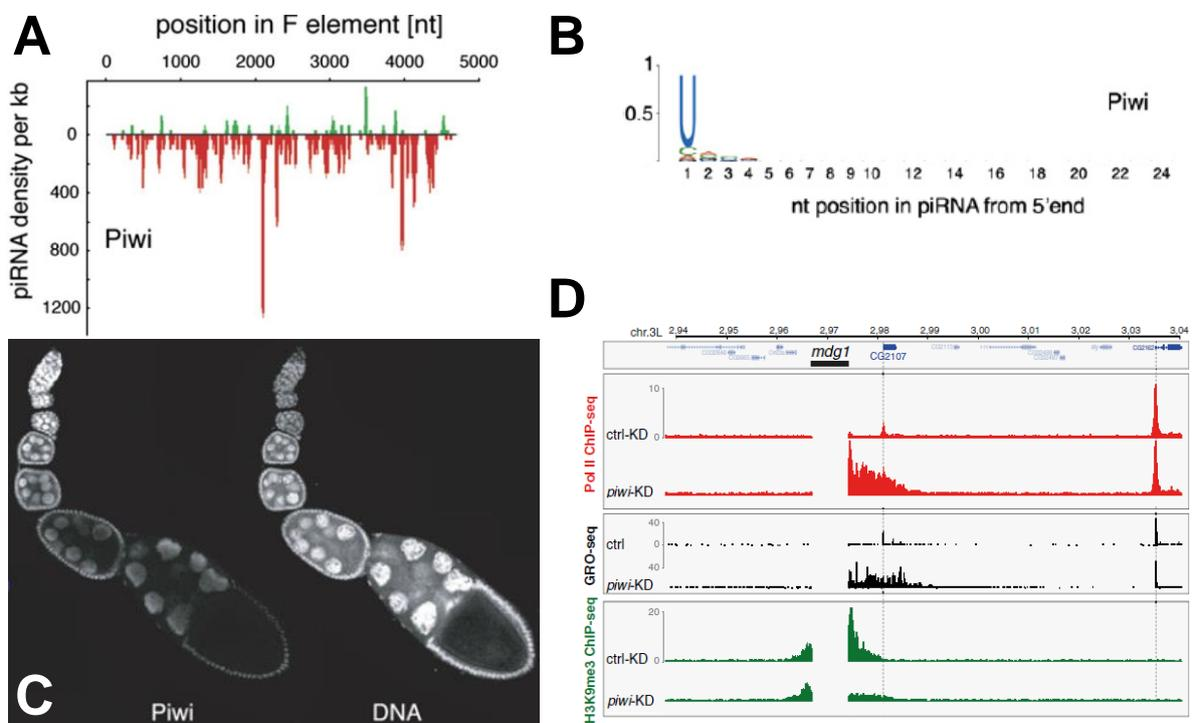 A
position in F element [nt]
0 1000 2000 3000 4000 5000
piRNA density per kb
0
400
800
1200
Piwi
B
1
0.5
U
Piwi
1 2 3 4 5 6 7 8 9 10 12 14 16 18 20 22 24
nt position in piRNA from 5'end
C
Piwi
DNA
D
chr.3L
2,94 2,95 2,96 2,97 2,98 2,99 3,00 3,01 3,02 3,03 3,04
mdg1
CG2107
CG2162
Pol II ChIP-seq
10
0
ctrl-KD
piwi-KD
GRO-seq
40
0
ctrl
40
piwi-KD
H3K9me3 ChIP-seq
20
0
ctrl-KD
piwi-KD